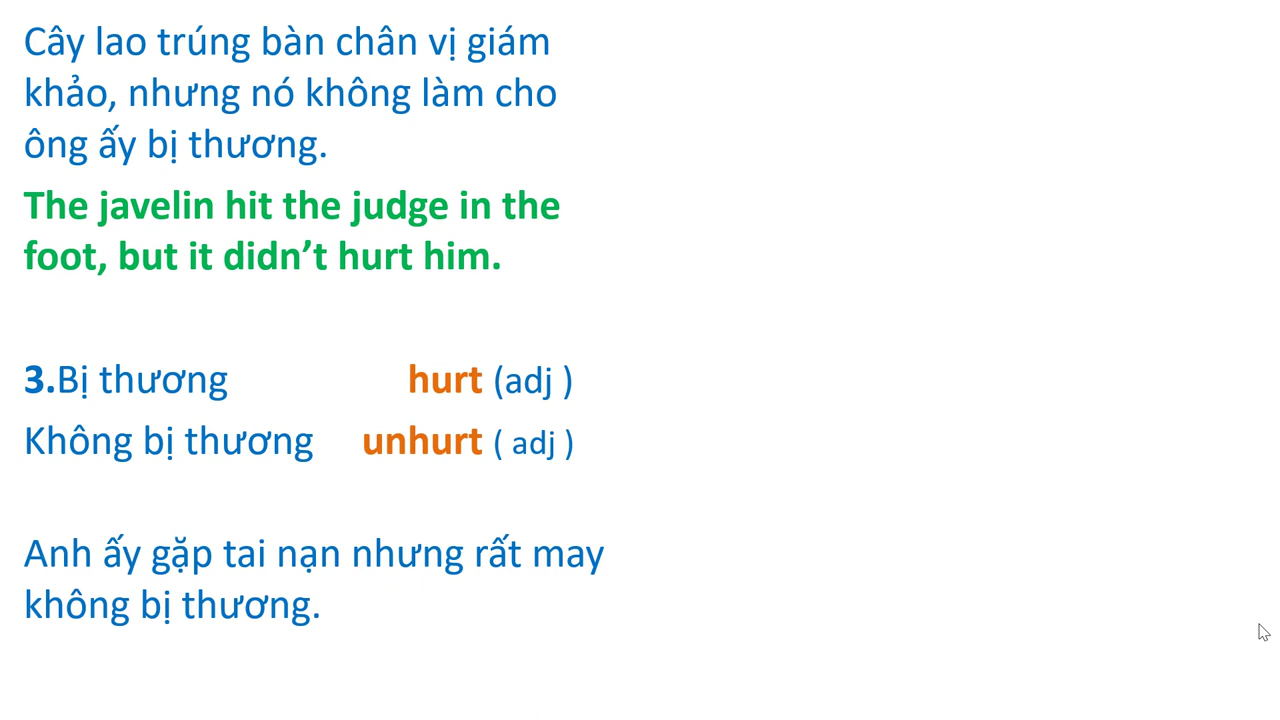 Cây lao trúng bàn chân vị giám
khảo, nhưng nó không làm cho
ông ấy bị thương.
The javelin hit the judge in the
foot, but it didn’t hurt him.
3.Bị thương hurt (adj )
Không bị thương unhurt ( adj )
Anh ấy gặp tai nạn nhưng rất may
không bị thương.